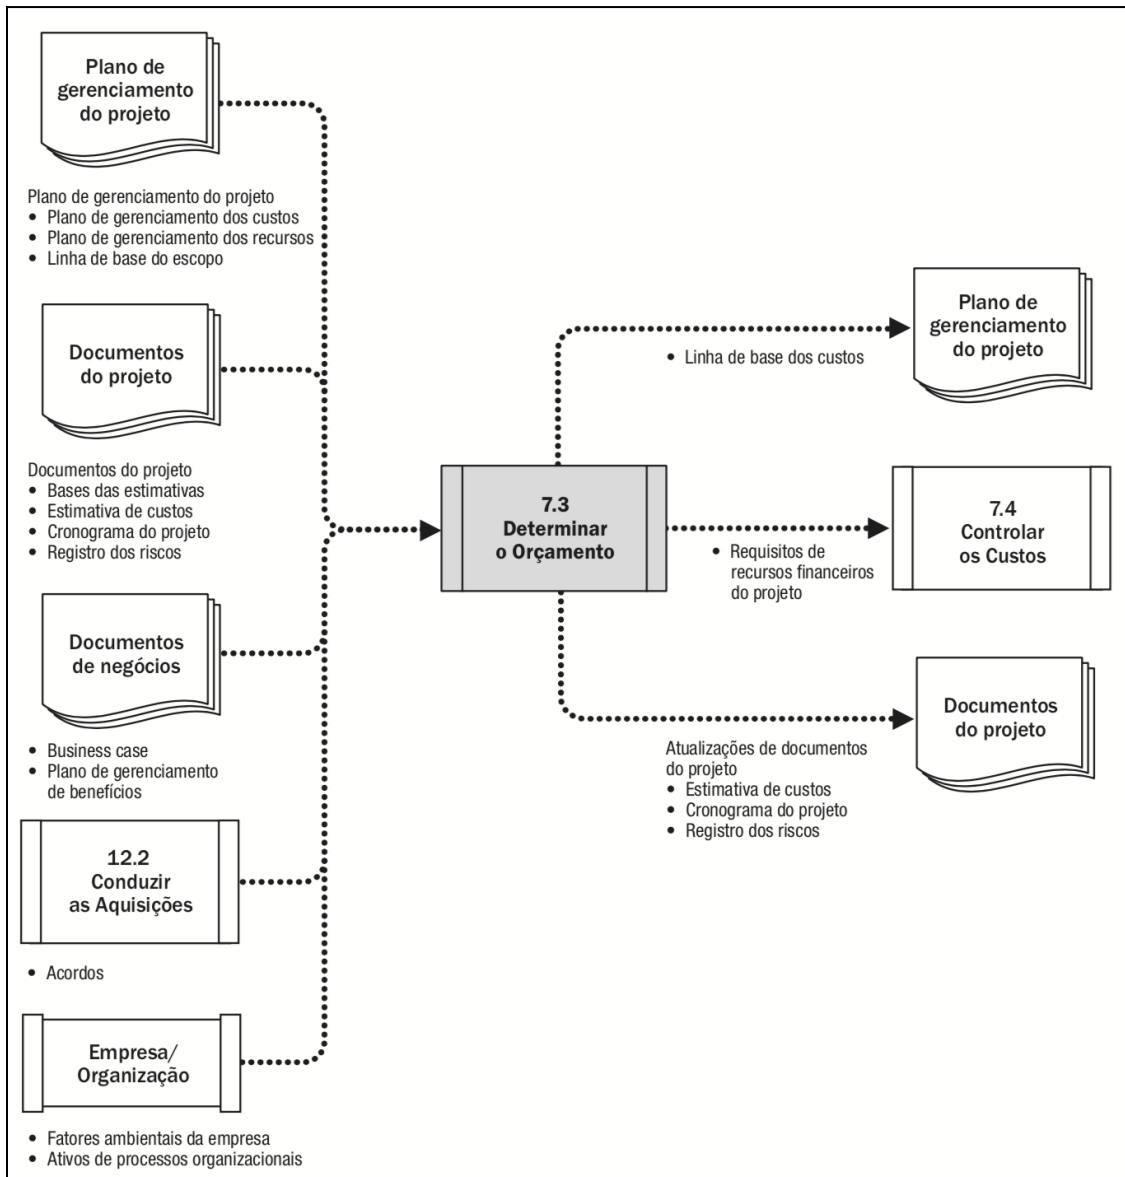 Plano de
gerenciamento
do projeto
Plano de gerenciamento do projeto
• Plano de gerenciamento dos custos
• Plano de gerenciamento dos recursos
• Linha de base do escopo
Documentos
do projeto
Documentos do projeto
• Bases das estimativas
• Estimativa de custos
• Cronograma do projeto
• Registro dos riscos
Documentos
de negócios
• Business case
• Plano de gerenciamento
de benefícios
12.2
Conduzir
as Aquisições
• Acordos
Empresa/
Organização
• Fatores ambientais da empresa
• Ativos de processos organizacionais
7.3
Determinar
o Orçamento
• Linha de base dos custos
Plano de
gerenciamento
do projeto
• Requisitos de
recursos financeiros
do projeto
7.4
Controlar
os Custos
Atualizações de documentos
do projeto
• Estimativa de custos
• Cronograma do projeto
• Registro dos riscos
Documentos
do projeto